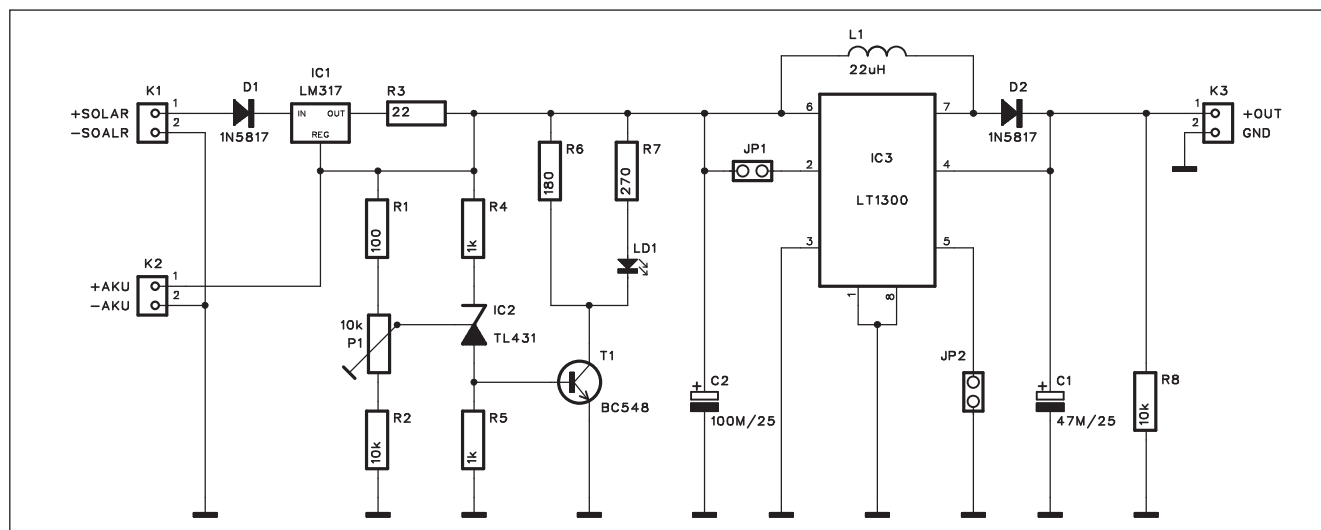 L1
22uH
K1
+SOLAR
-SOALR
1
2
D1
1N5817
IC1
LM317
IN OUT
REG
R3
22
6
7
D2
1N5817
K3
1
2
+OUT
GND
R6
180
R7
270
JP1
2
IC3
LT1300
4
R1
100
R4
1k
3
5
LD1
K2
+AKU
-AKU
1
2
1
8
10k
P1
IC2
TL431
T1
BC548
JP2
R2
10k
R5
1k
+
C2
100M/25
+
C1
47M/25
R8
10k